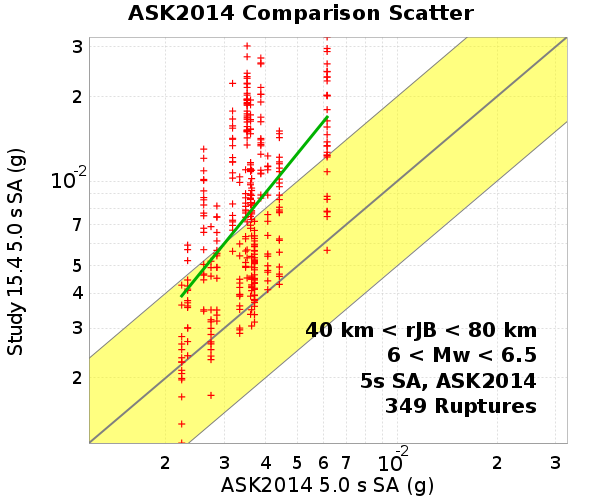 ASK2014 Comparison Scatter
3
2
10-2
7
5
4
3
2
Study 15.4 5.0 s SA (g)
40 km < rJB < 80 km
6 < Mw < 6.5
5s SA, ASK2014
349 Ruptures
2 3 4 5 6 7 10-2 2 3
ASK2014 5.0 s SA (g)